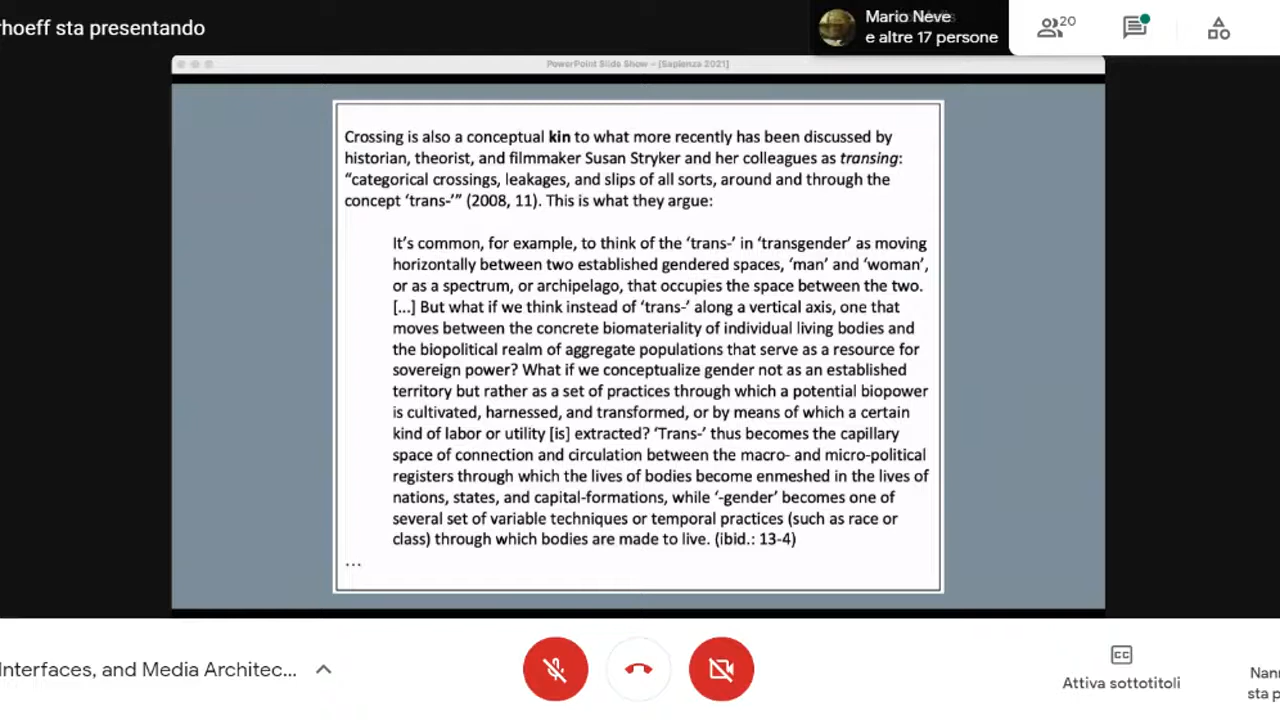 rhoeff sta presentando
Mario Neve
e altre 17 persone
20
PowerPoint Slide Show - [Sapienza 2021]
Crossing is also a conceptual kin to what more recently has been discussed by
historian, theorist, and filmmaker Susan Stryker and her colleagues as transing:
“categorical crossings, leakages, and slips of all sorts, around and through the
concept ‘trans-’” (2008, 11). This is what they argue:
It’s common, for example, to think of the ‘trans-’ in ‘transgender’ as moving
horizontally between two established gendered spaces, ‘man’ and ‘woman’,
or as a spectrum, or archipelago, that occupies the space between the two.
[...] But what if we think instead of ‘trans-’ along a vertical axis, one that
moves between the concrete biomateriality of individual living bodies and
the biopolitical realm of aggregate populations that serve as a resource for
sovereign power? What if we conceptualize gender not as an established
territory but rather as a set of practices through which a potential biopower
is cultivated, harnessed, and transformed, or by means of which a certain
kind of labor or utility [is] extracted? ‘Trans-’ thus becomes the capillary
space of connection and circulation between the macro- and micro-political
registers through which the lives of bodies become enmeshed in the lives of
nations, states, and capital-formations, while ‘-gender’ becomes one of
several set of variable techniques or temporal practices (such as race or
class) through which bodies are made to live. (ibid.: 13-4)
...
Interfaces, and Media Architec...
CC
Attiva sottotitoli
Nann
sta p